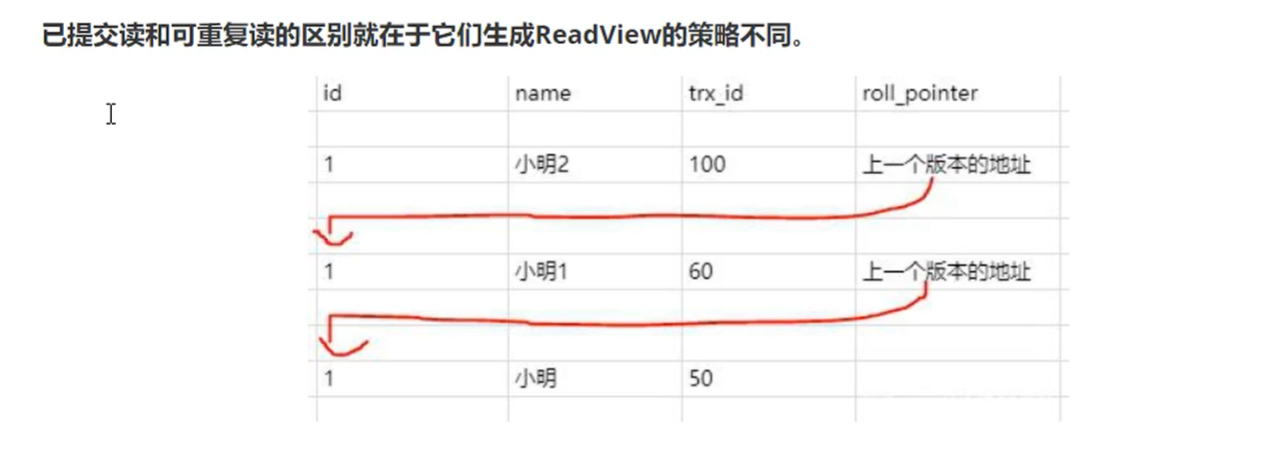 已提交读和可重复读的区别就在于它们生成ReadView的策略不同。
id name trx_id roll_pointer
1 小明2 100 上一个版本的地址
1 小明1 60 上一个版本的地址
1 小明 50